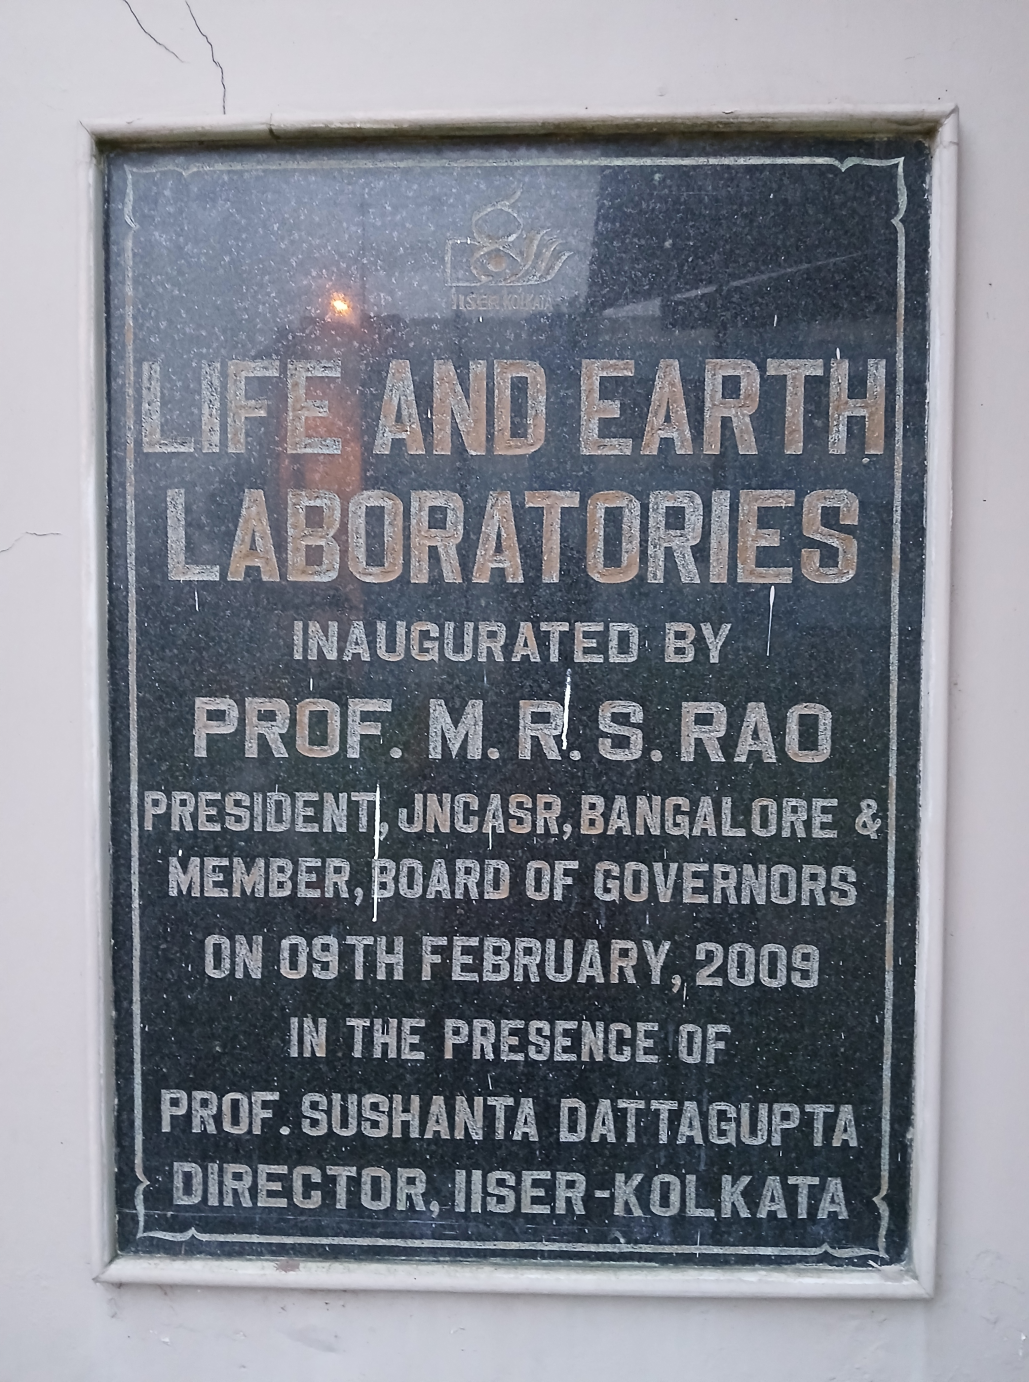 IISER KOLKATA
LIFE AND EARTH
LABORATORIES
INAUGURATED BY
PROF. M. R. S. RAO
PRESIDENT, JNCASR, BANGALORE &
MEMBER, BOARD OF GOVERNORS
ON 09TH FEBRUARY, 2009
IN THE PRESENCE OF
PROF. SUSHANTA DATTAGUPTA
DIRECTOR, IISER-KOLKATA